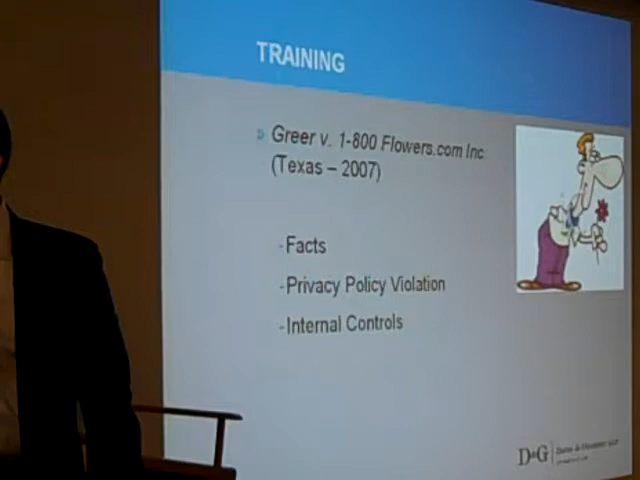 TRAINING
» Greer v. 1-800 Flowers.com Inc.
(Texas – 2007)
-Facts
-Privacy Policy Violation
-Internal Controls
D&G